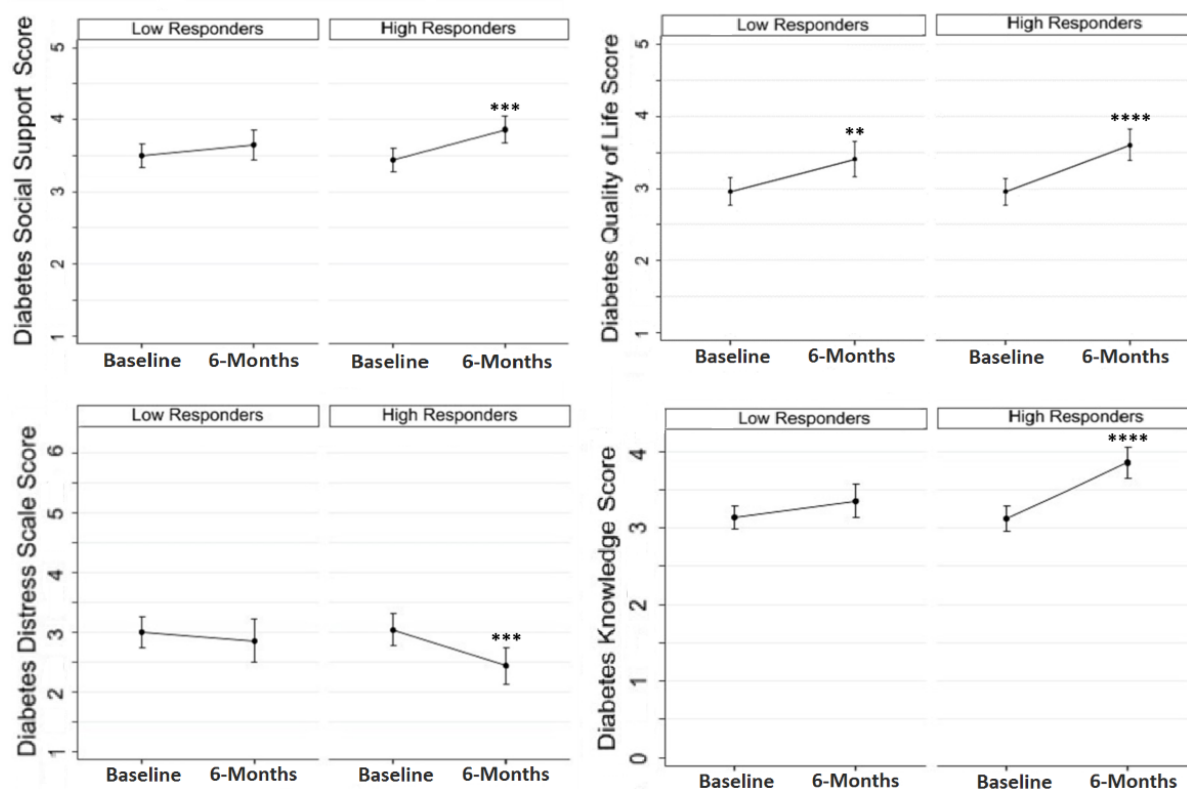 Low Responders
High Responders
Diabetes Social Support Score
5
4
3
2
1
***
Baseline
6-Months
Baseline
6-Months
Low Responders
High Responders
Diabetes Quality of Life Score
5
4
3
2
1
**
****
Baseline
6-Months
Baseline
6-Months
Low Responders
High Responders
Diabetes Distress Scale Score
6
5
4
3
2
1
***
Baseline
6-Months
Baseline
6-Months
Low Responders
High Responders
Diabetes Knowledge Score
4
3
2
1
0
****
Baseline
6-Months
Baseline
6-Months